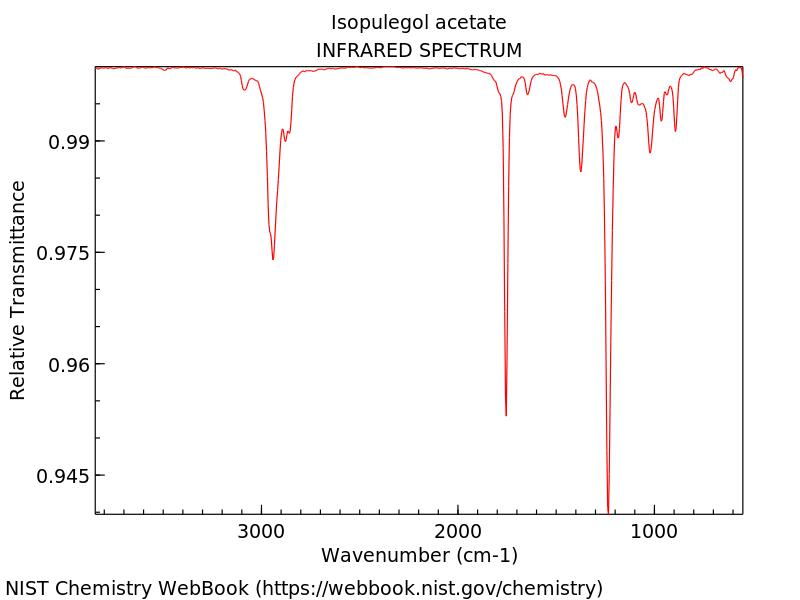 Isopulegol acetate
INFRARED SPECTRUM
0.99
0.975
0.96
0.945
Relative Transmittance
3000 2000 1000
Wavenumber (cm-1)
NIST Chemistry WebBook (https://webbook.nist.gov/chemistry)